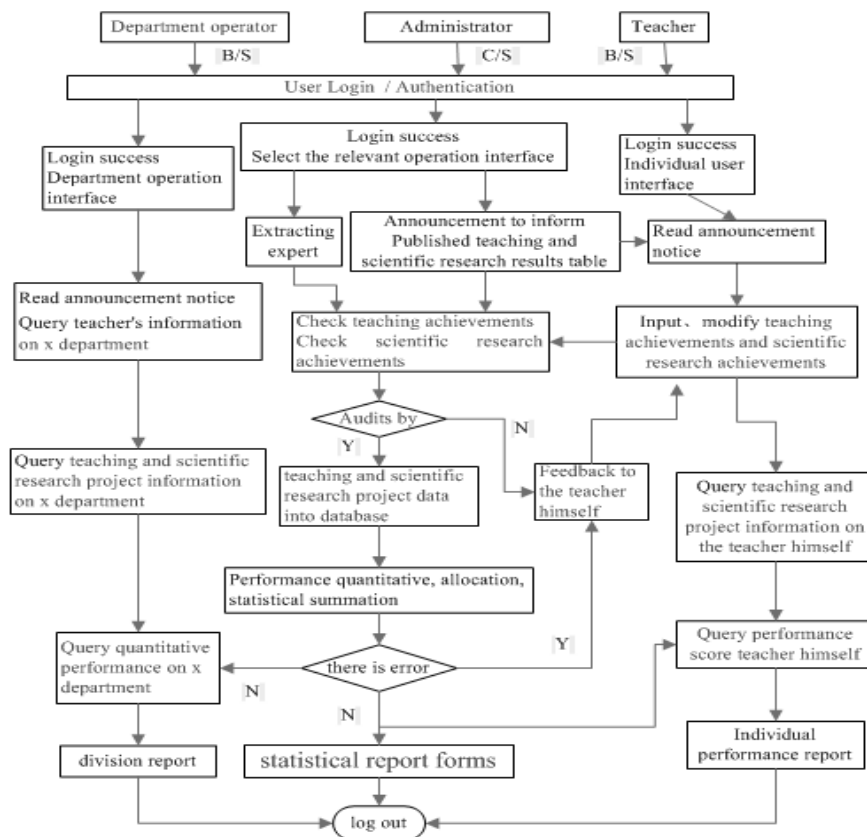 Department operator
Administrator
Teacher
B/S
C/S
B/S
User Login / Authentication
Login success
Department operation
interface
Login success
Select the relevant operation interface
Login success
Individual user
interface
Extracting
expert
Announcement to inform
Published teaching and
scientific research results table
Read announcement
notice
Read announcement notice
Query teacher's information
on x department
Check teaching achievements
Check scientific research
achievements
Input、modify teaching
achievements and scientific
research achievements
Audits by
N
Y
Query teaching and scientific
research project information
on x department
teaching and scientific
research project data
into database
Feedback to
the teacher
himself
Query teaching and
scientific research
project information on
the teacher himself
Performance quantitative, allocation,
statistical summation
Query quantitative
performance on x
department
there is error
Y
N
N
Query performance
score teacher himself
division report
statistical report forms
Individual
performance report
log out